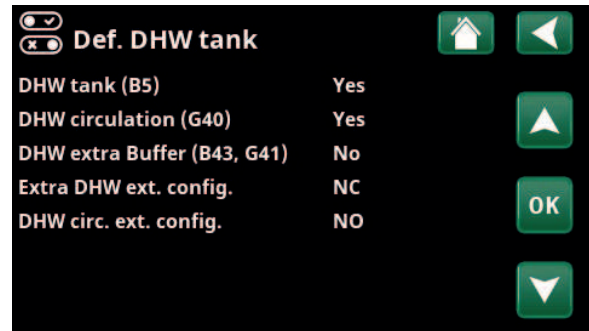 Def. DHW tank
DHW tank (B5) Yes
DHW circulation (G40) Yes
DHW extra Buffer (B43, G41) No
Extra DHW ext. config. NC
DHW circ. ext. config. NO
OK